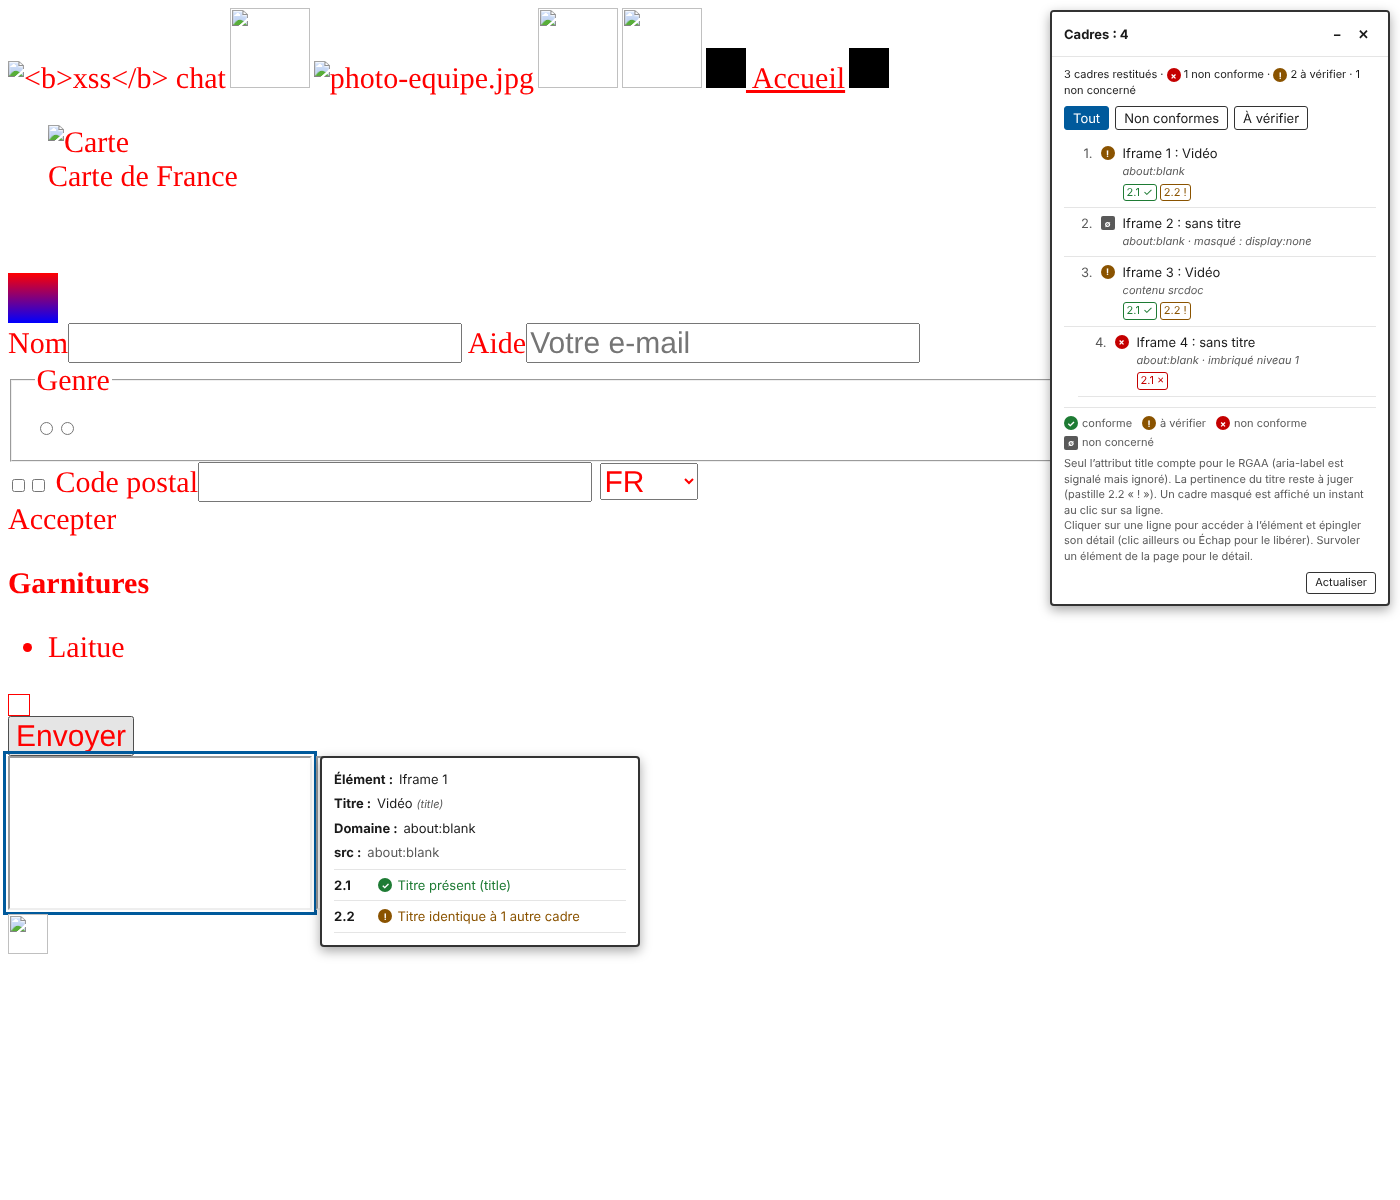 <b>xss</b> chat photo-equipe.jpg Accueil
Carte
Carte de France
Nom Aide Votre e-mail
Genre
Code postal FR
Accepter
Garnitures
• Laitue
Envoyer
Élément : Iframe 1
Titre : Vidéo (title)
Domaine : about:blank
src : about:blank
2.1 Titre présent (title)
2.2 ! Titre identique à 1 autre cadre
Cadres : 4 – ✕
3 cadres restitués · × 1 non conforme · ! 2 à vérifier · 1
non concerné
Tout Non conformes À vérifier
1. ! Iframe 1 : Vidéo
about:blank
2.1 ✓ 2.2 !
2. ø Iframe 2 : sans titre
about:blank · masqué : display:none
3. ! Iframe 3 : Vidéo
contenu srcdoc
2.1 ✓ 2.2 !
4. × Iframe 4 : sans titre
about:blank · imbriqué niveau 1
2.1 ×
✓ conforme ! à vérifier × non conforme
ø non concerné
Seul l’attribut title compte pour le RGAA (aria-label est
signalé mais ignoré). La pertinence du titre reste à juger
(pastille 2.2 « ! »). Un cadre masqué est affiché un instant
au clic sur sa ligne.
Cliquer sur une ligne pour accéder à l’élément et épingler
son détail (clic ailleurs ou Échap pour le libérer). Survoler
un élément de la page pour le détail.
Actualiser